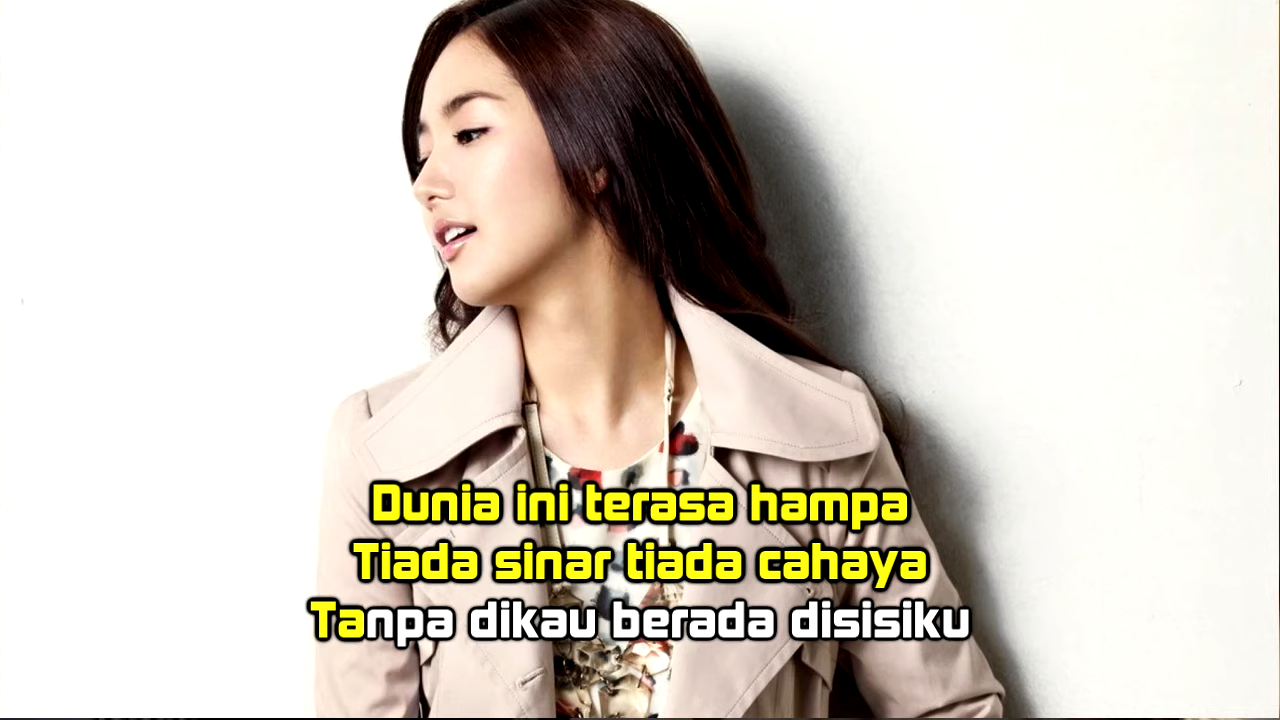 Dunia ini terasa hampa
Tiada sinar tiada cahaya
Tanpa dikau berada disisiku